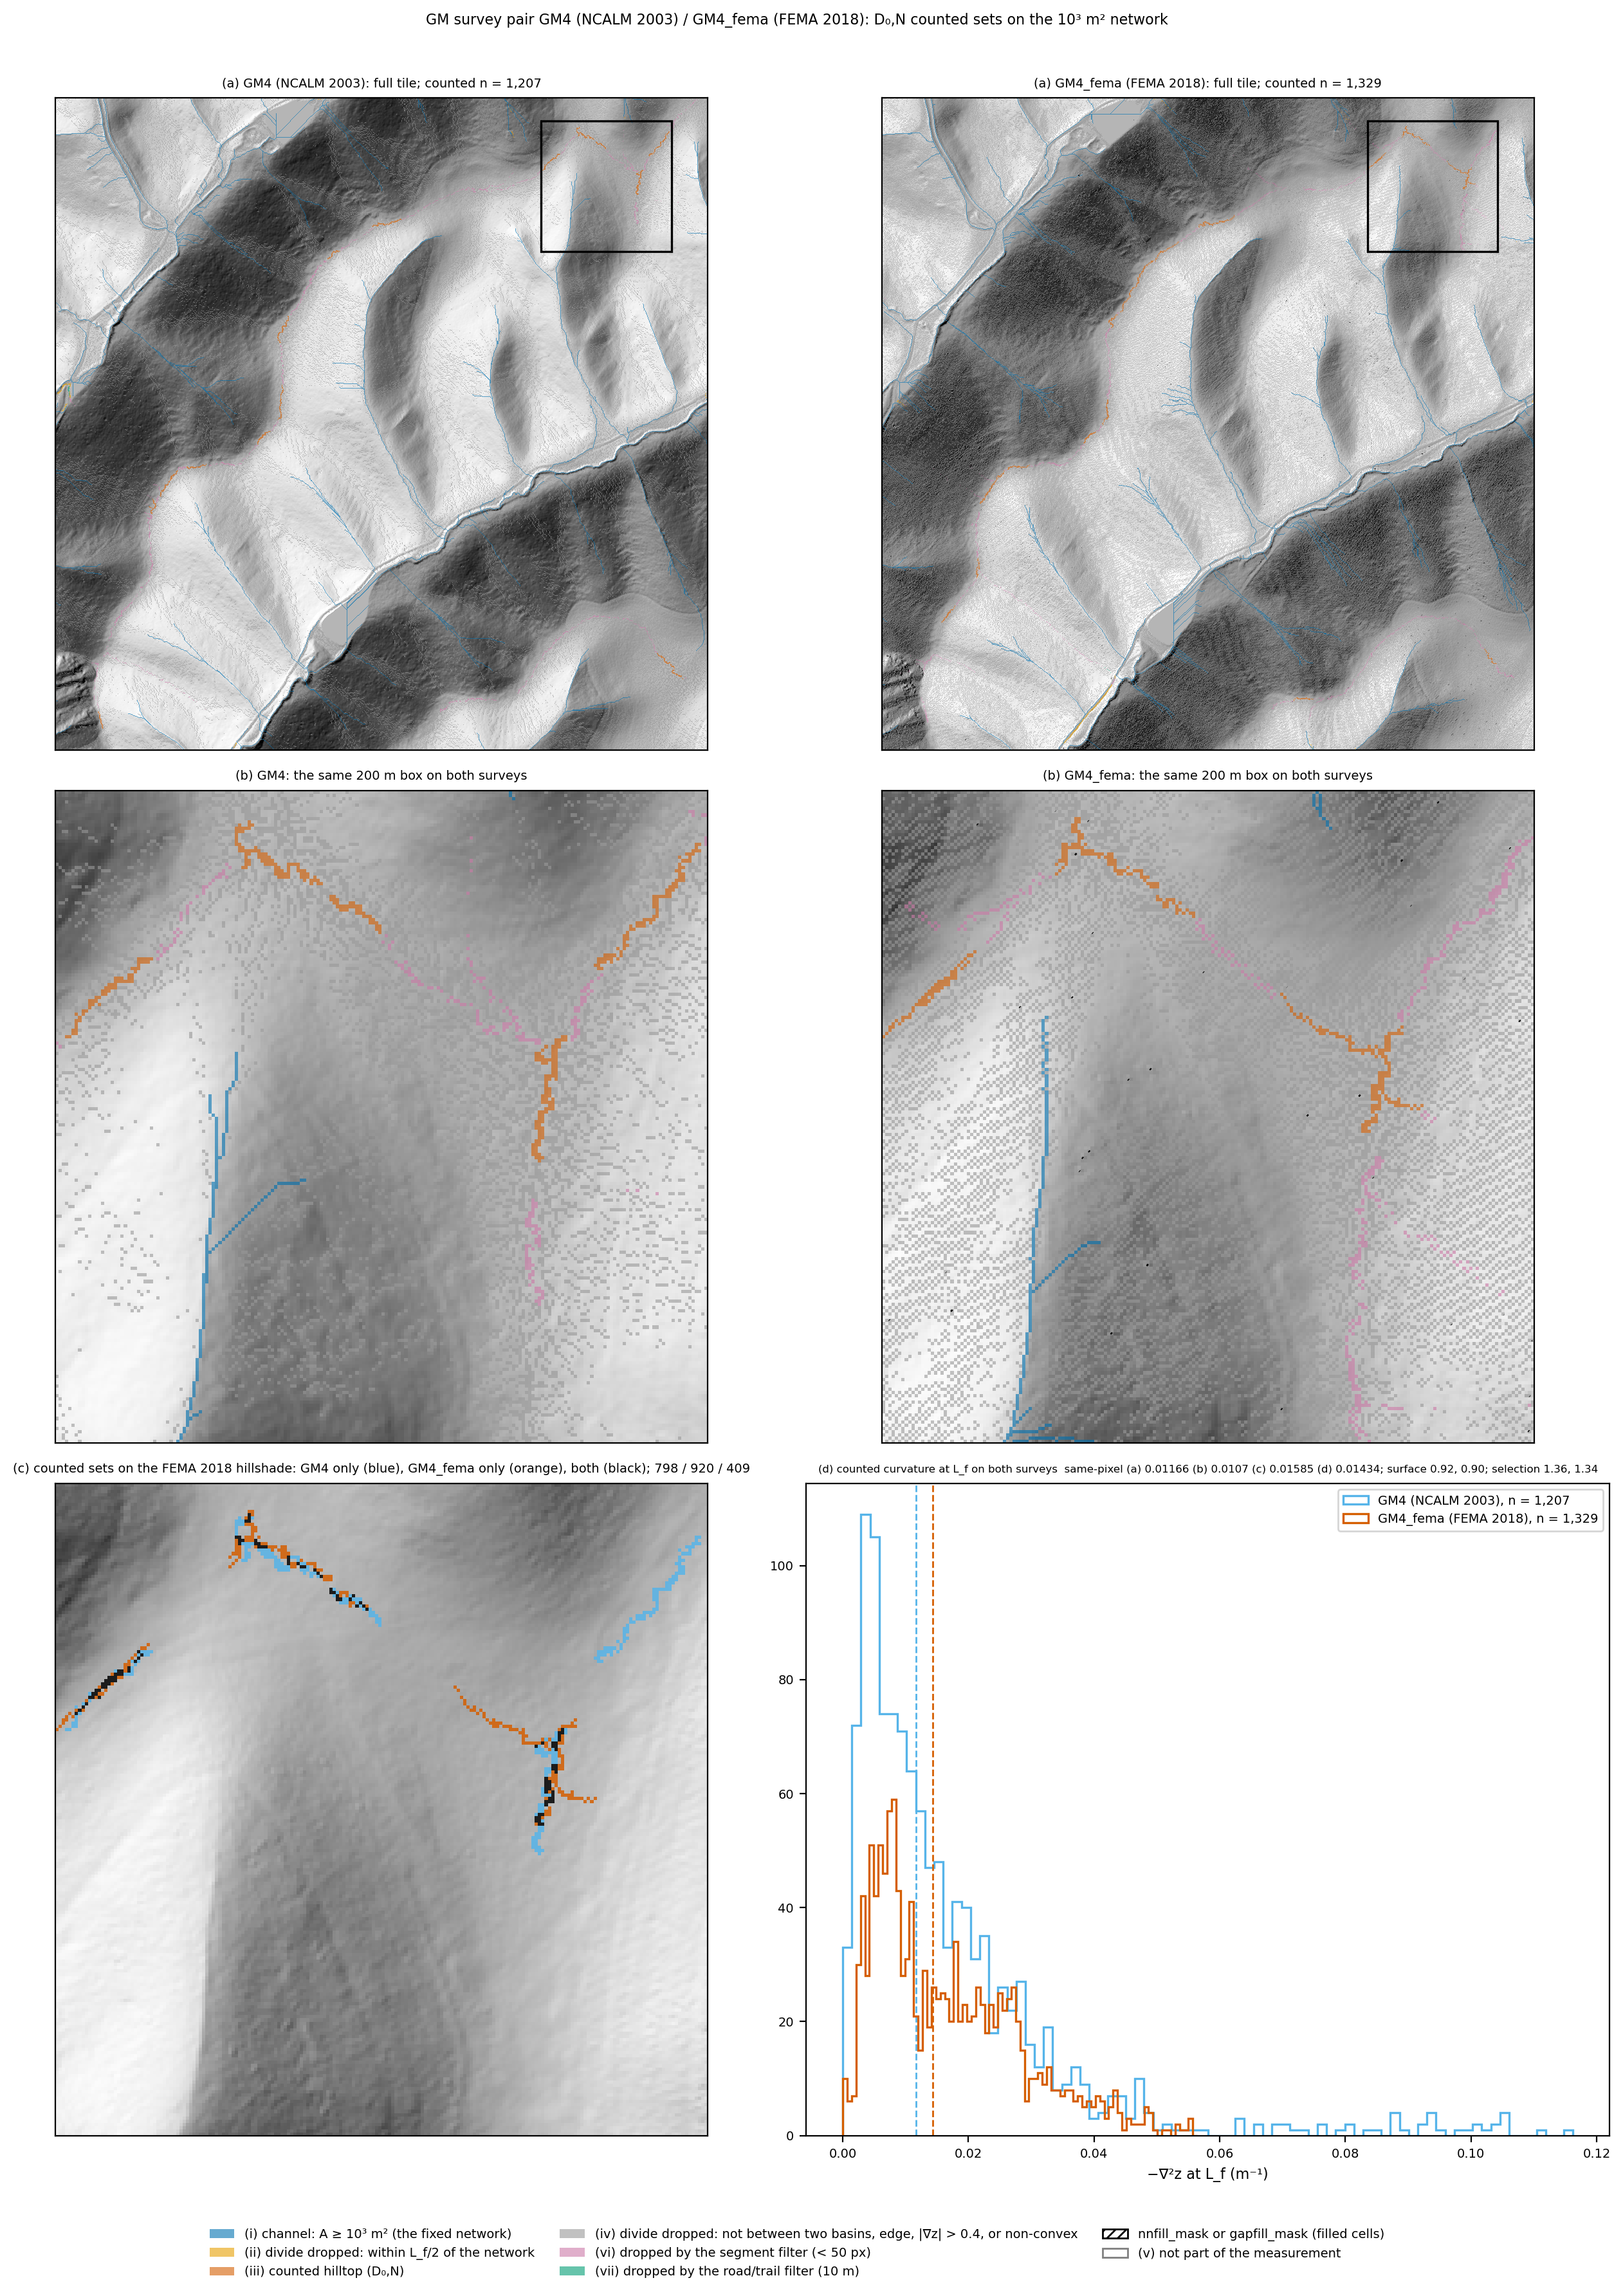 GM survey pair GM4 (NCALM 2003) / GM4_fema (FEMA 2018): D₀,N counted sets on the 10³ m² network
(a) GM4 (NCALM 2003): full tile; counted n = 1,207
(a) GM4_fema (FEMA 2018): full tile; counted n = 1,329
(b) GM4: the same 200 m box on both surveys
(b) GM4_fema: the same 200 m box on both surveys
(c) counted sets on the FEMA 2018 hillshade: GM4 only (blue), GM4_fema only (orange), both (black); 798 / 920 / 409
(d) counted curvature at L_f on both surveys same-pixel (a) 0.01166 (b) 0.0107 (c) 0.01585 (d) 0.01434; surface 0.92, 0.90; selection 1.36, 1.34
GM4 (NCALM 2003), n = 1,207
GM4_fema (FEMA 2018), n = 1,329
100
80
60
40
20
0
0.00 0.02 0.04 0.06 0.08 0.10 0.12
−∇²z at L_f (m⁻¹)
(i) channel: A ≥ 10³ m² (the fixed network)
(ii) divide dropped: within L_f/2 of the network
(iii) counted hilltop (D₀,N)
(iv) divide dropped: not between two basins, edge, |∇z| > 0.4, or non-convex
(vi) dropped by the segment filter (< 50 px)
(vii) dropped by the road/trail filter (10 m)
nnfill_mask or gapfill_mask (filled cells)
(v) not part of the measurement